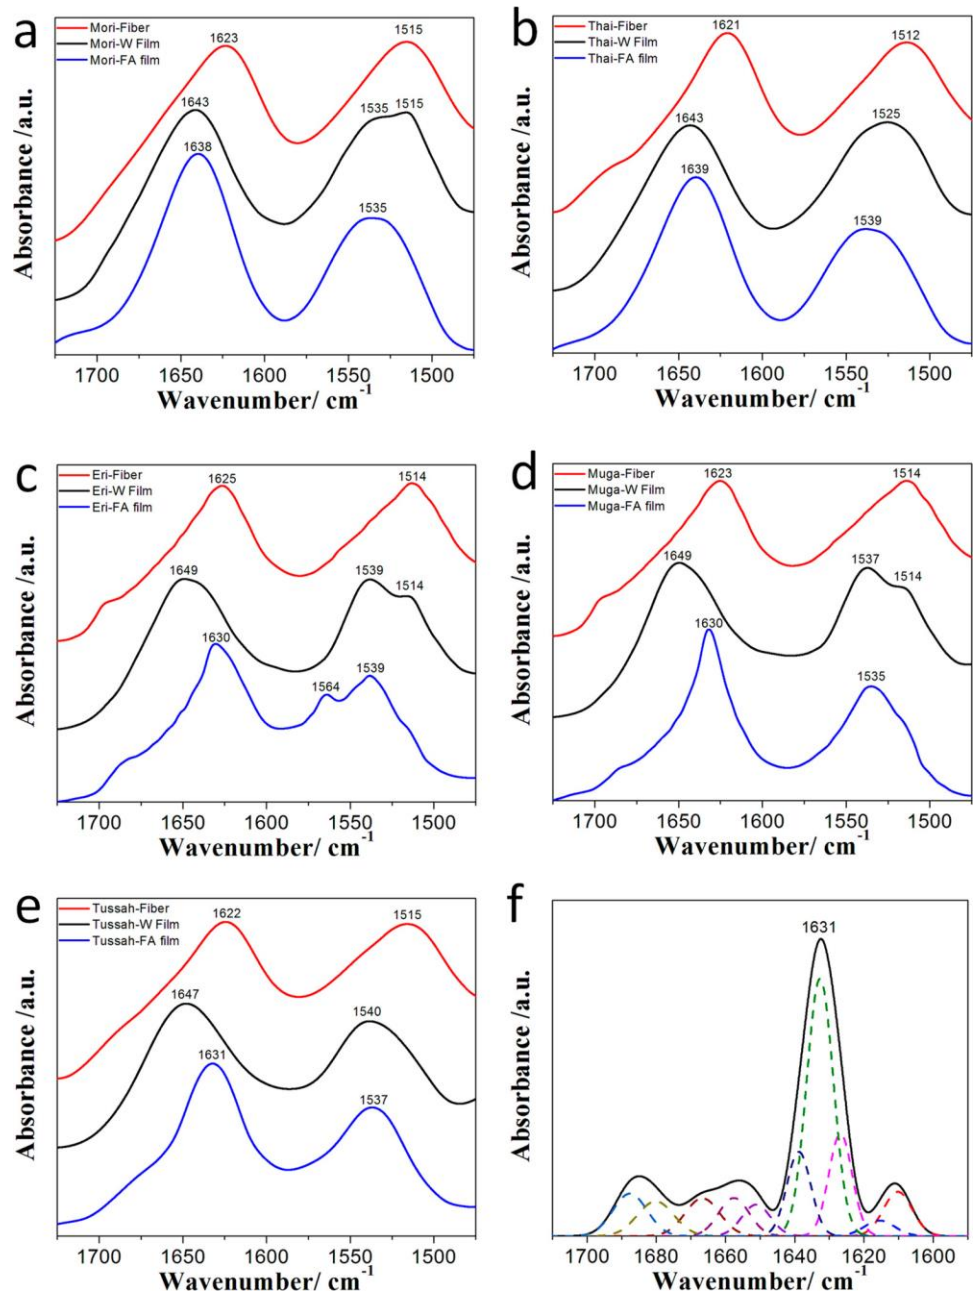 a
Mori-Fiber
Mori-W Film
Mori-FA film
1623
1515
1643
1535
1515
1638
1535
Absorbance /a.u.
1700
1650
1600
1550
1500
Wavenumber/ cm⁻¹
b
Thai-Fiber
Thai-W Film
Thai-FA film
1621
1512
1643
1525
1639
1539
Absorbance /a.u.
1700
1650
1600
1550
1500
Wavenumber/ cm⁻¹
c
Eri-Fiber
Eri-W Film
Eri-FA film
1625
1514
1649
1539
1514
1630
1564
1539
Absorbance /a.u.
1700
1650
1600
1550
1500
Wavenumber/ cm⁻¹
d
Muga-Fiber
Muga-W Film
Muga-FA film
1623
1514
1649
1537
1514
1630
1535
Absorbance /a.u.
1700
1650
1600
1550
1500
Wavenumber/ cm⁻¹
e
Tussah-Fiber
Tussah-W Film
Tussah-FA film
1622
1515
1647
1540
1631
1537
Absorbance /a.u.
1700
1650
1600
1550
1500
Wavenumber/ cm⁻¹
f
1631
Absorbance /a.u.
1700
1680
1660
1640
1620
1600
Wavenumber/ cm⁻¹